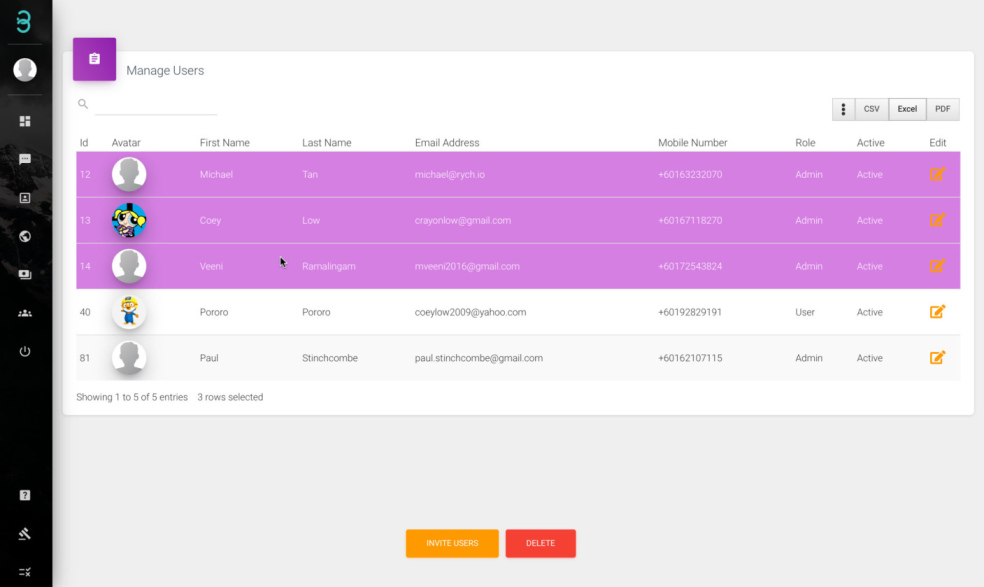 Manage Users
CSV Excel PDF
Id Avatar First Name Last Name Email Address Mobile Number Role Active Edit
12 Michael Tan michael@rych.io +60163232070 Admin Active
13 Coey Low crayonlow@gmail.com +60167118270 Admin Active
14 Veeni Ramalingam mveeni2016@gmail.com +60172543824 Admin Active
40 Pororo Pororo coeylow2009@yahoo.com +60192829191 User Active
81 Paul Stinchcombe paul.stinchcombe@gmail.com +60162107115 Admin Active
Showing 1 to 5 of 5 entries 3 rows selected
INVITE USERS DELETE